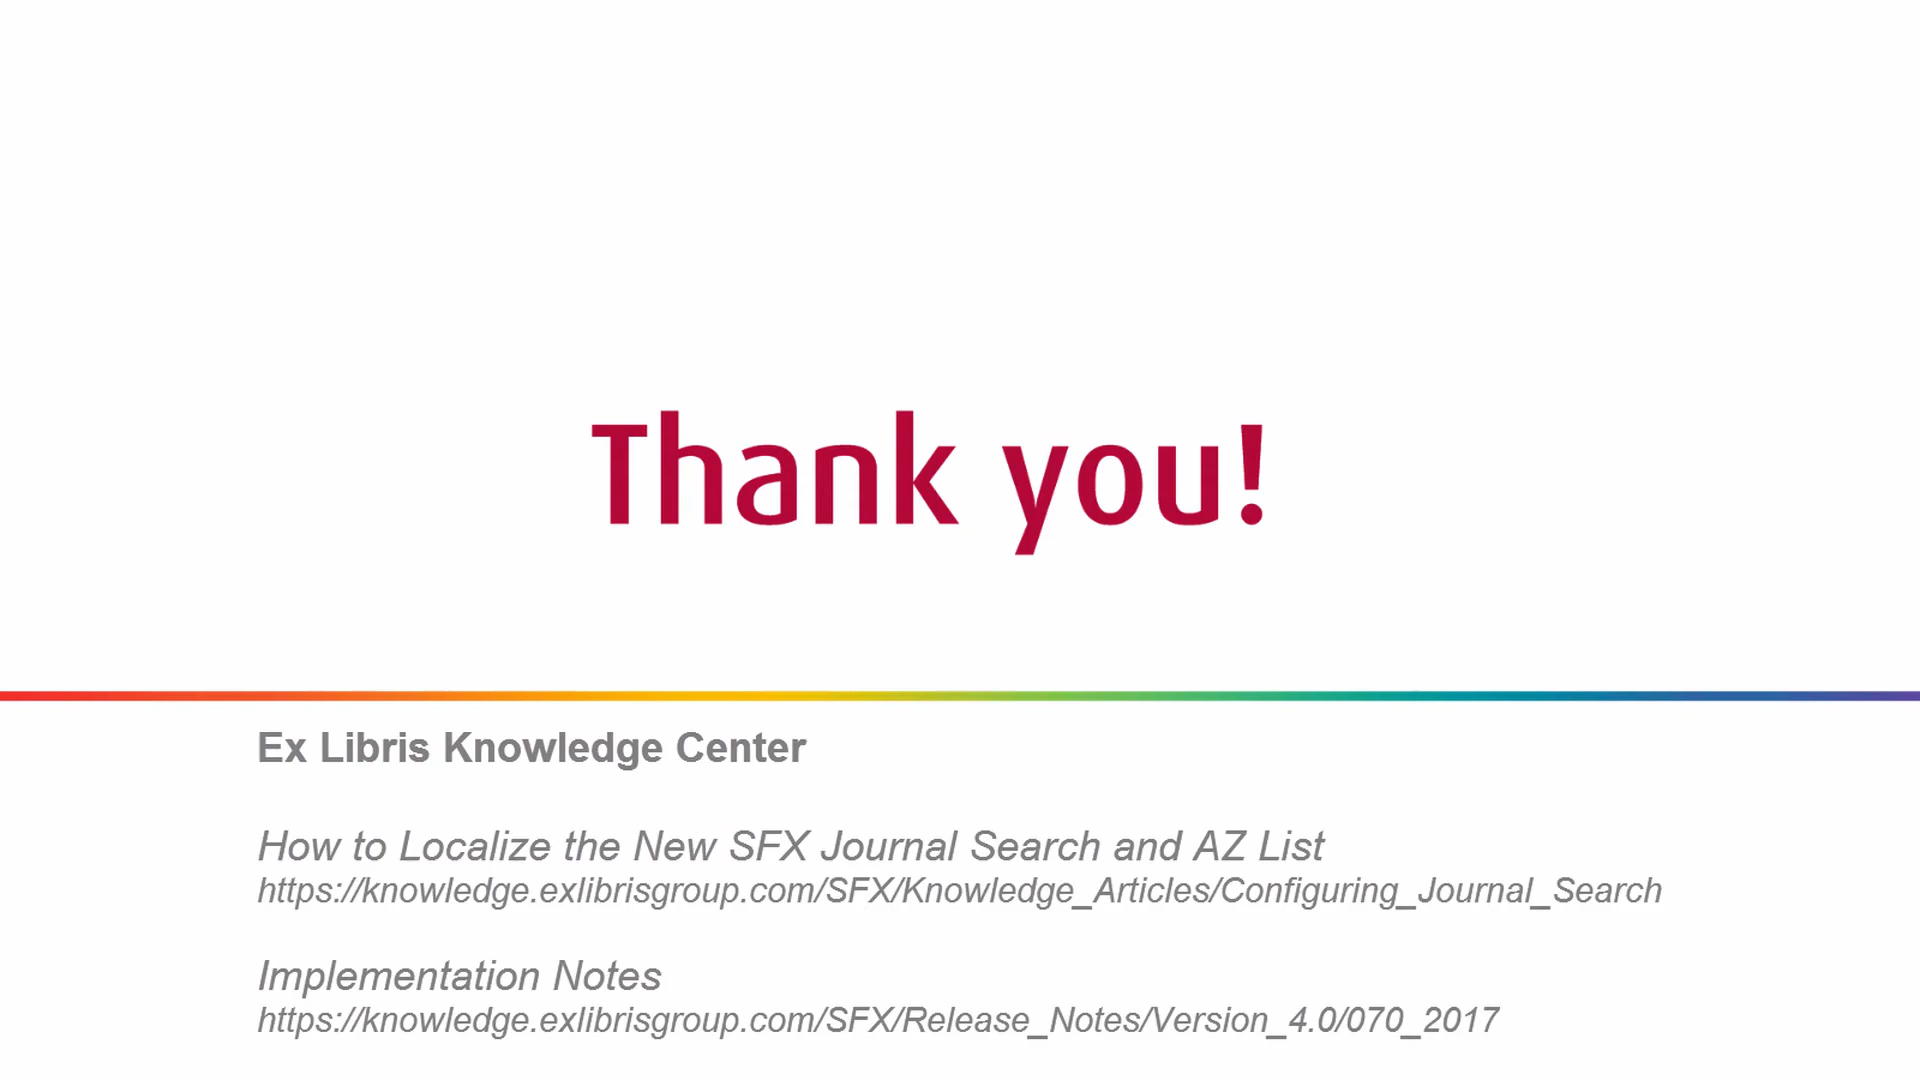 Thank you!
Ex Libris Knowledge Center
How to Localize the New SFX Journal Search and AZ List
https://knowledge.exlibrisgroup.com/SFX/Knowledge_Articles/Configuring_Journal_Search
Implementation Notes
https://knowledge.exlibrisgroup.com/SFX/Release_Notes/Version_4.0/070_2017